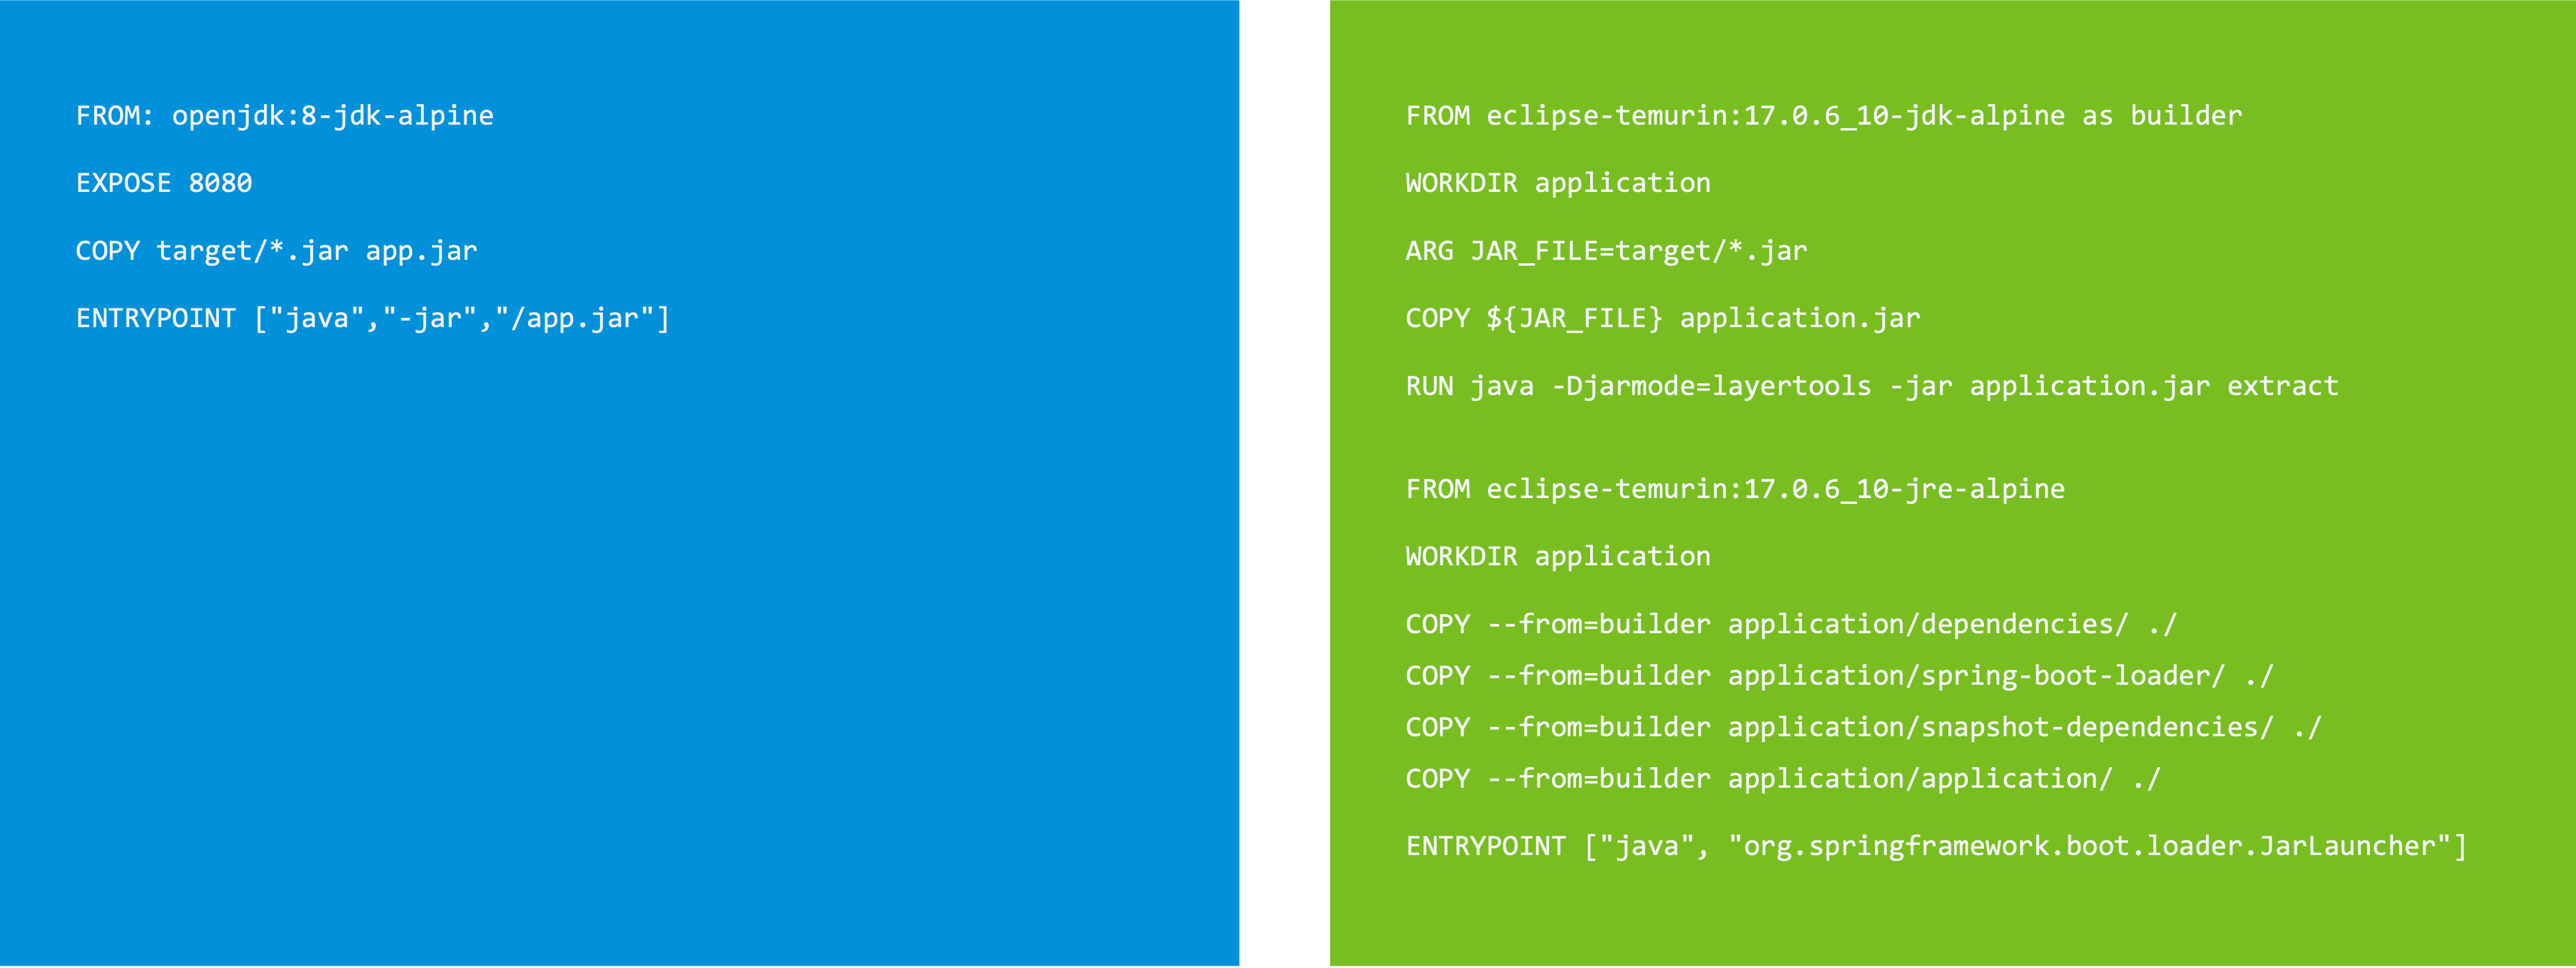 FROM: openjdk:8-jdk-alpine
EXPOSE 8080
COPY target/*.jar app.jar
ENTRYPOINT ["java","-jar","/app.jar"]
FROM eclipse-temurin:17.0.6_10-jdk-alpine as builder
WORKDIR application
ARG JAR_FILE=target/*.jar
COPY ${JAR_FILE} application.jar
RUN java -Djarmode=layertools -jar application.jar extract
FROM eclipse-temurin:17.0.6_10-jre-alpine
WORKDIR application
COPY --from=builder application/dependencies/ ./
COPY --from=builder application/spring-boot-loader/ ./
COPY --from=builder application/snapshot-dependencies/ ./
COPY --from=builder application/application/ ./
ENTRYPOINT ["java", "org.springframework.boot.loader.JarLauncher"]